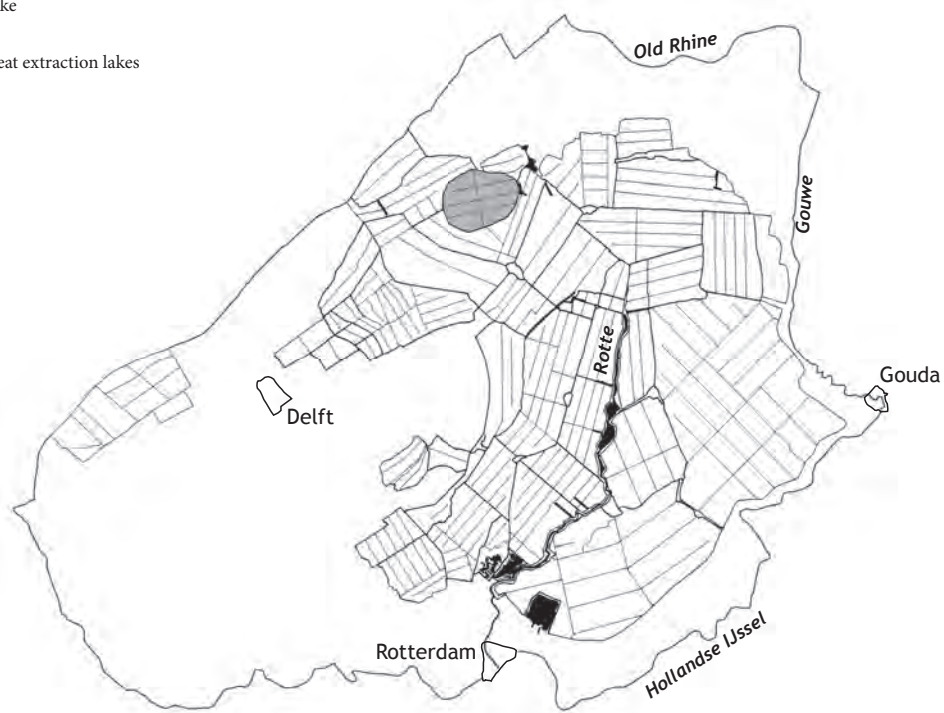 ke
eat extraction lakes
Old Rhine
Gouwe
Rotte
Gouda
Delft
Rotterdam
Hollandse IJssel